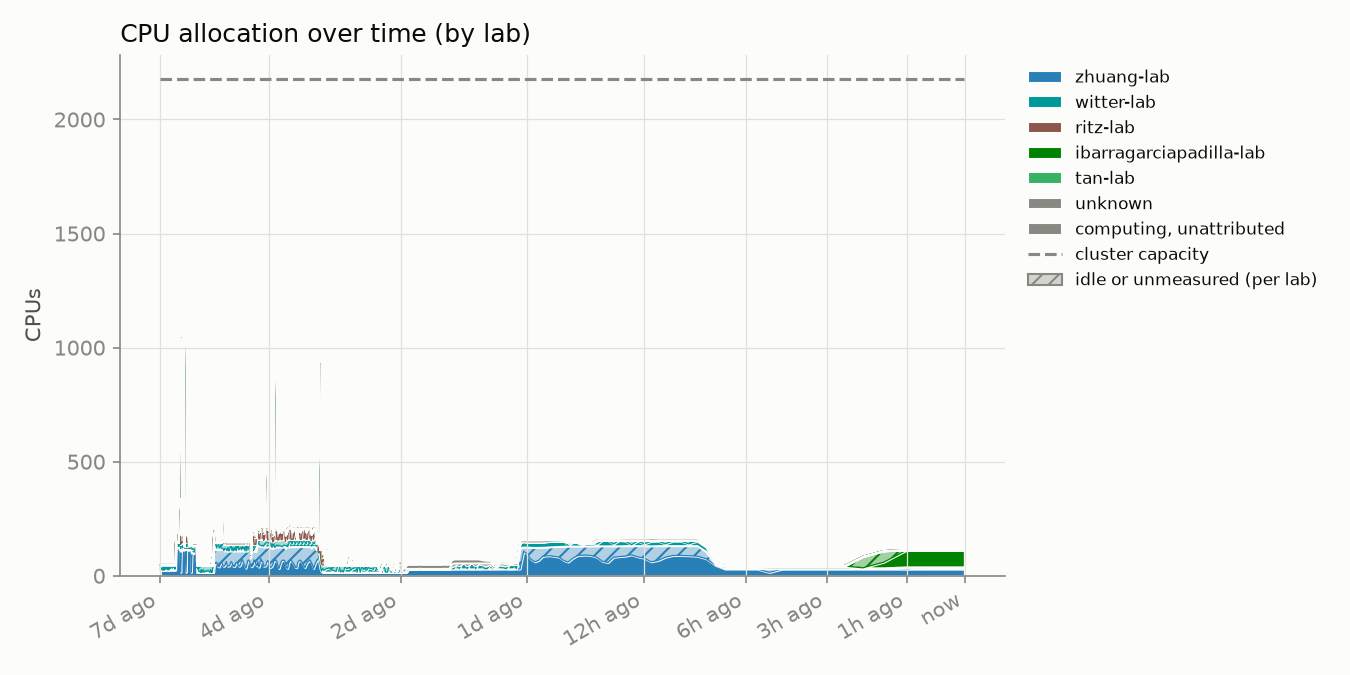 CPU allocation over time (by lab)
CPUs
2000
1500
1000
500
0
7d ago
4d ago
2d ago
1d ago
12h ago
6h ago
3h ago
1h ago
now
zhuang-lab
witter-lab
ritz-lab
ibarragarciapadilla-lab
tan-lab
unknown
computing, unattributed
cluster capacity
idle or unmeasured (per lab)